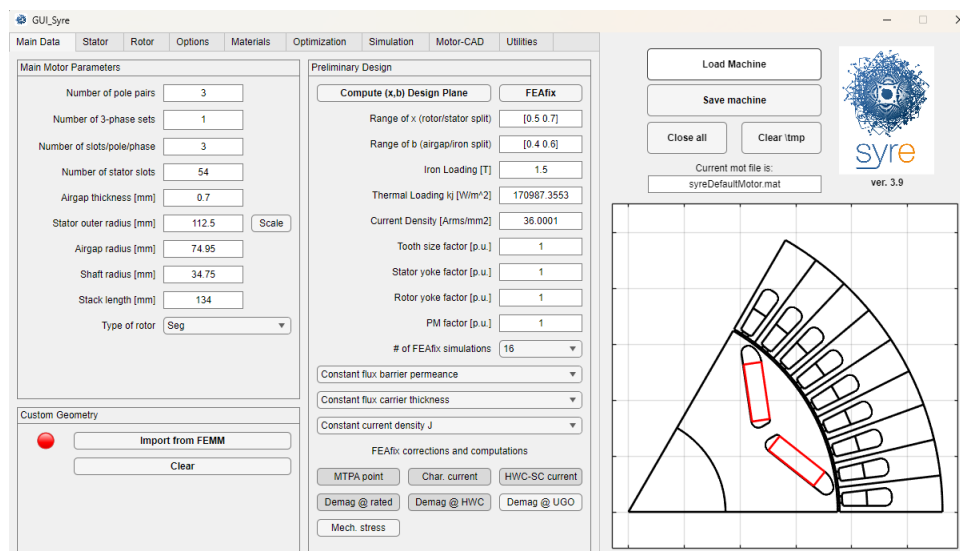 GUI_Syre
Main Data Stator Rotor Options Materials Optimization Simulation Motor-CAD Utilities
Main Motor Parameters
Number of pole pairs 3
Number of 3-phase sets 1
Number of slots/pole/phase 3
Number of stator slots 54
Airgap thickness [mm] 0.7
Stator outer radius [mm] 112.5 Scale
Airgap radius [mm] 74.95
Shaft radius [mm] 34.75
Stack length [mm] 134
Type of rotor Seg
Custom Geometry
Import from FEMM
Clear
Preliminary Design
Compute (x,b) Design Plane FEAfix
Range of x (rotor/stator split) [0.5 0.7]
Range of b (airgap/iron split) [0.4 0.6]
Iron Loading [T] 1.5
Thermal Loading kj [W/m^2] 170987.3553
Current Density [Arms/mm2] 36.0001
Tooth size factor [p.u.] 1
Stator yoke factor [p.u.] 1
Rotor yoke factor [p.u.] 1
PM factor [p.u.] 1
# of FEAfix simulations 16
Constant flux barrier permeance
Constant flux carrier thickness
Constant current density J
FEAfix corrections and computations
MTPA point Char. current HWC-SC current
Demag @ rated Demag @ HWC Demag @ UGO
Mech. stress
Load Machine
Save machine
Close all Clear \tmp
Current mot file is:
syreDefaultMotor.mat
syre
ver. 3.9